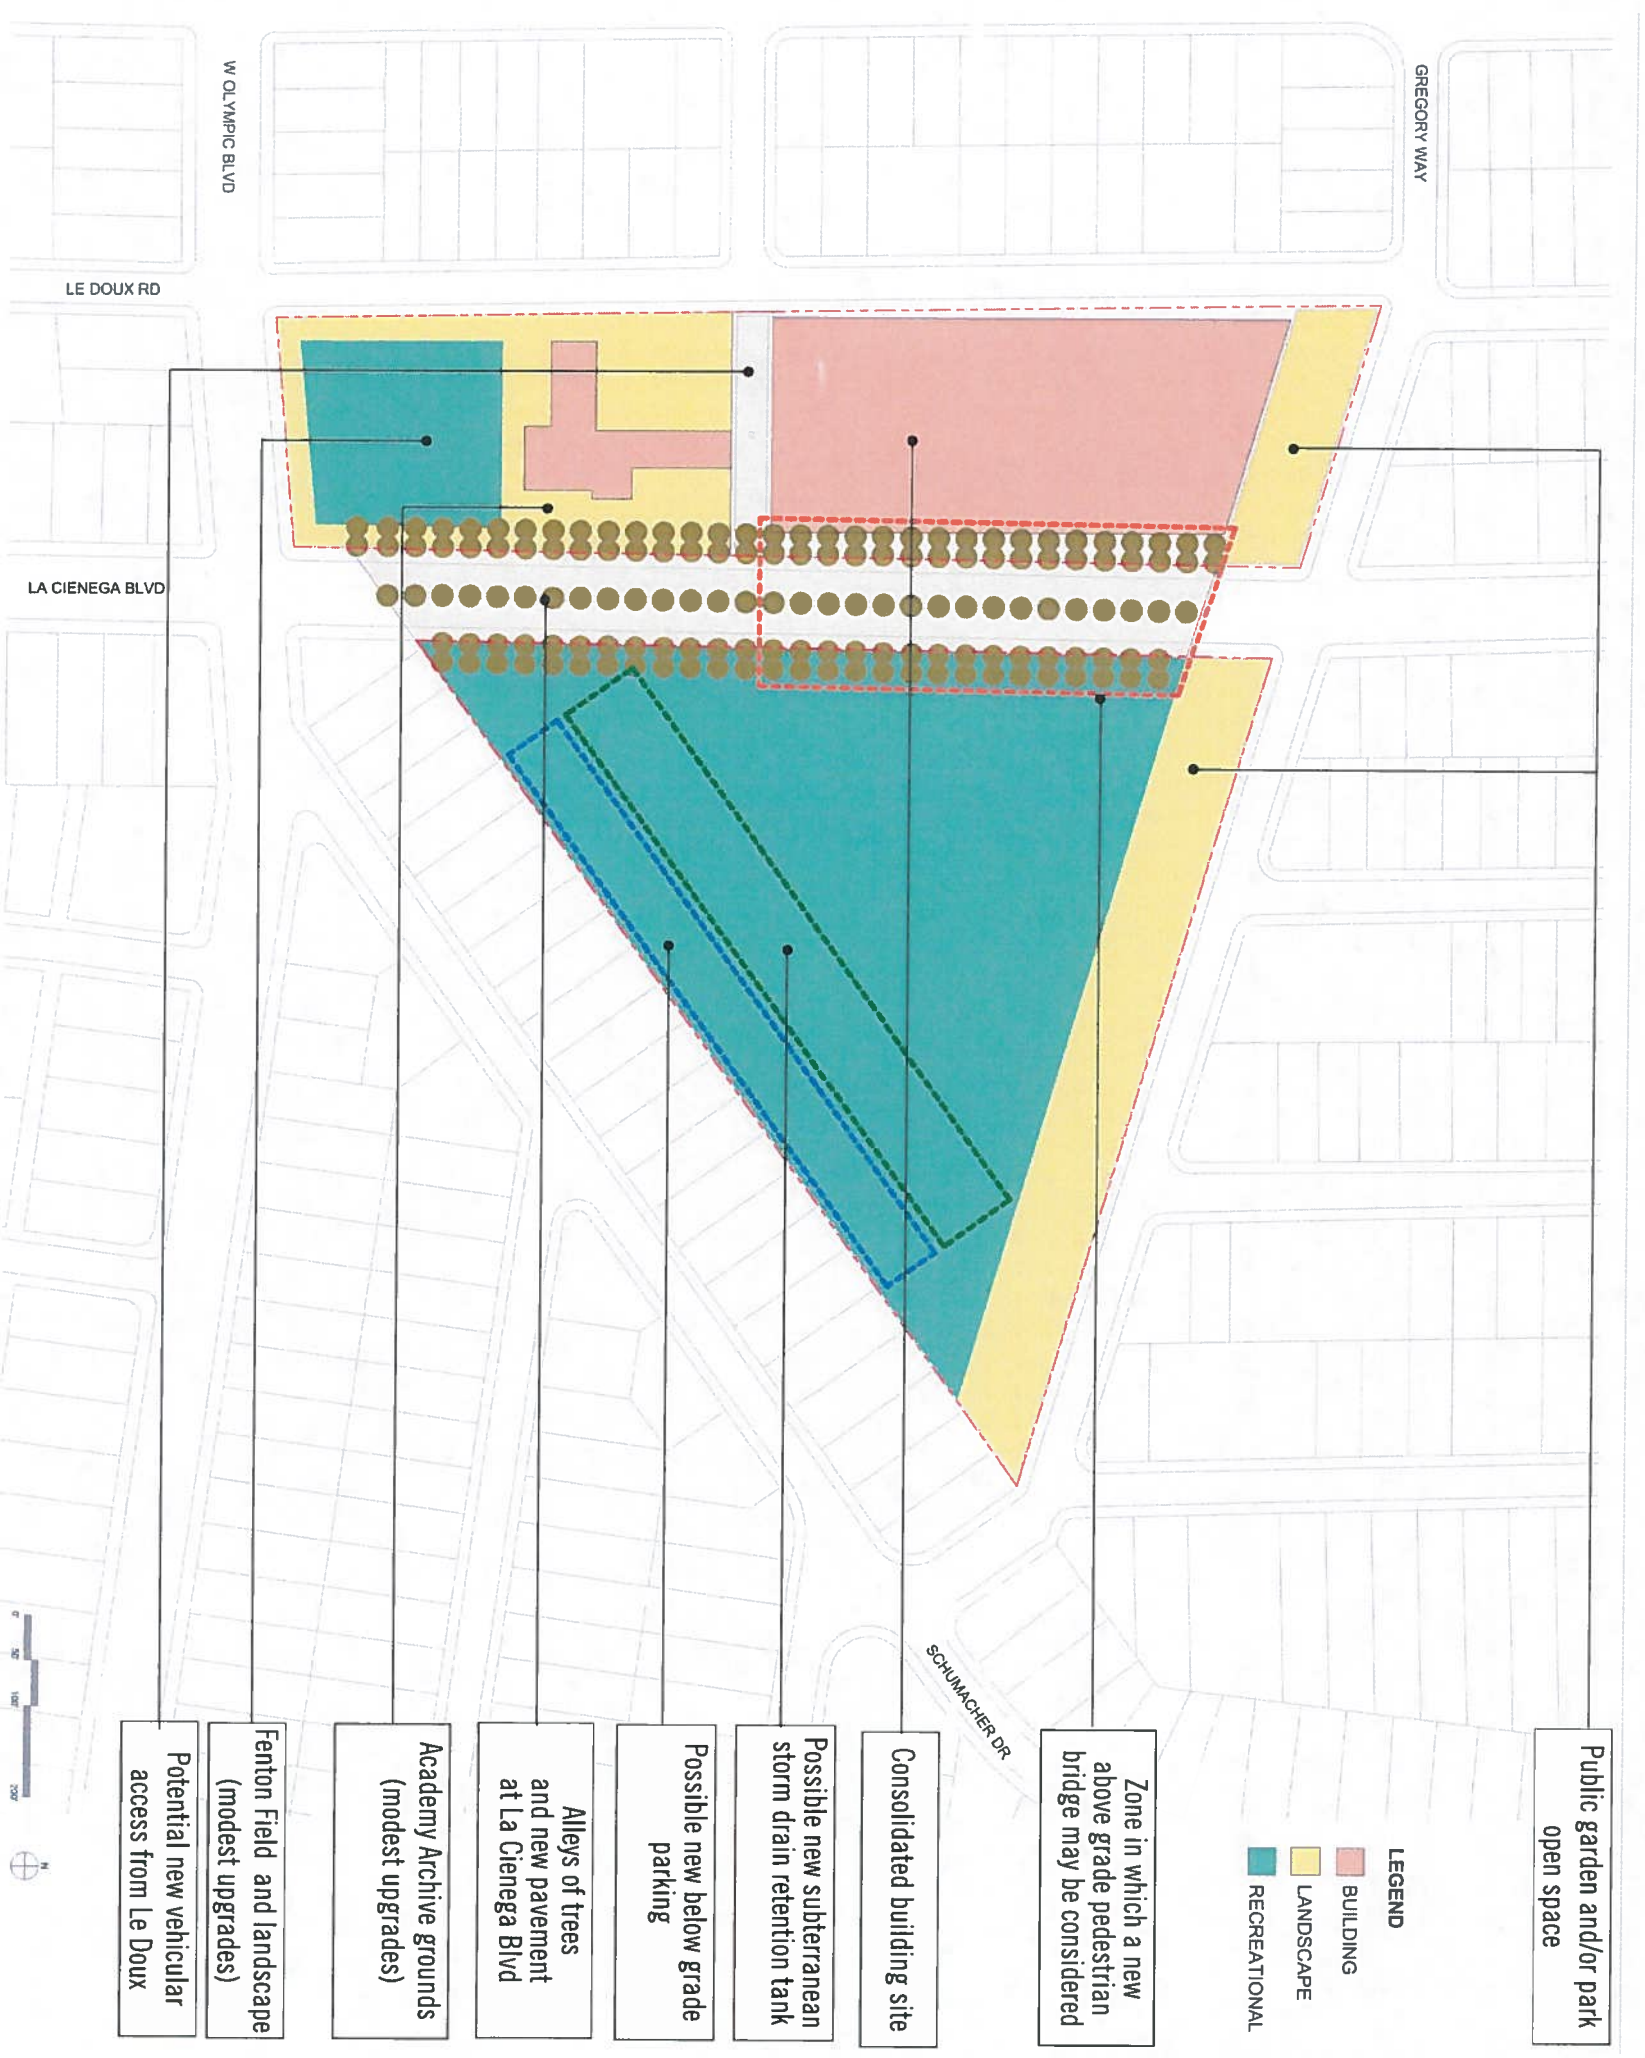 GREGORY WAY
W OLYMPIC BLVD
LE DOUX RD
LA CIENEGA BLVD
SCHUMACHER DR
Public garden and/or park
open space
LEGEND
BUILDING
LANDSCAPE
RECREATIONAL
Zone in which a new
above grade pedestrian
bridge may be considered
Consolidated building site
Possible new subterranean
storm drain retention tank
Possible new below grade
parking
Alleys of trees
and new pavement
at La Cienega Blvd
Academy Archive grounds
(modest upgrades)
Fenton Field and landscape
(modest upgrades)
Potential new vehicular
access from Le Doux
0' 50' 100' 200'
N